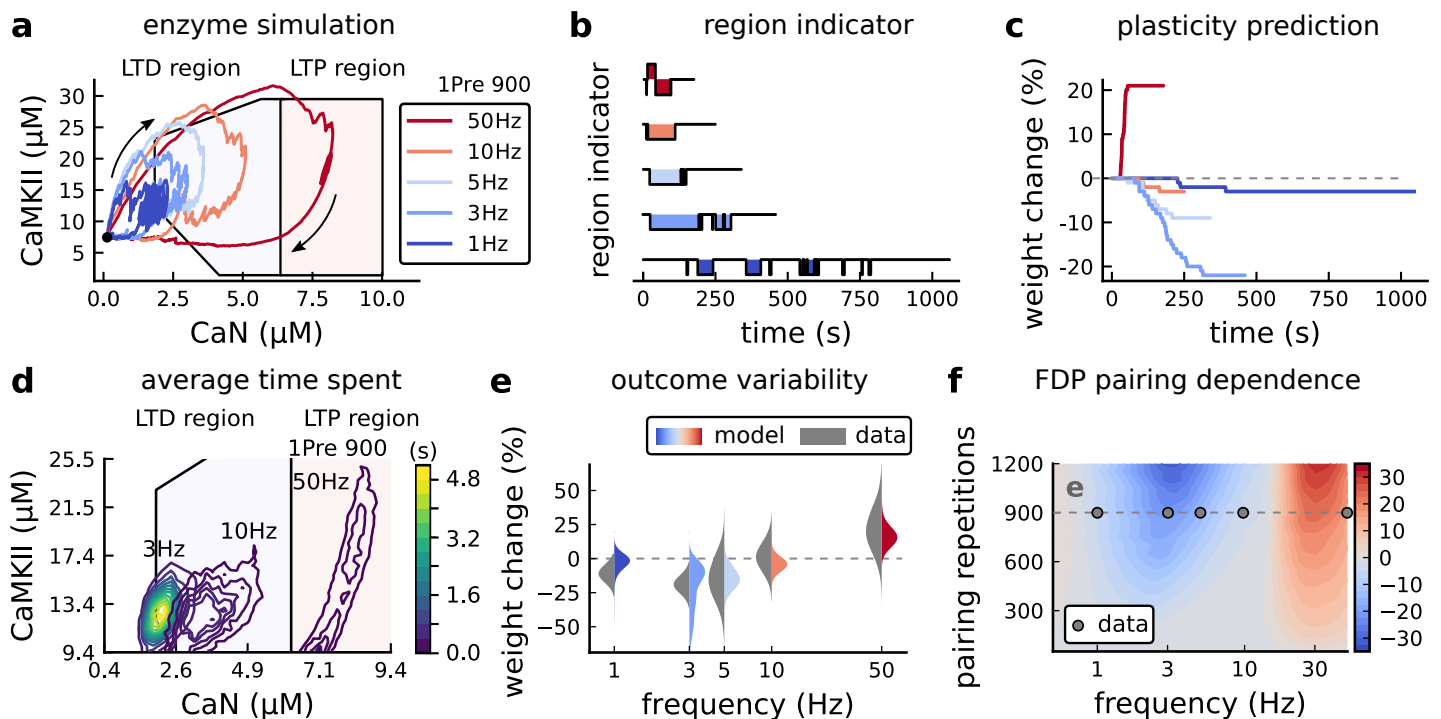 a enzyme simulation
LTD region LTP region
1Pre 900
CaMKII (μM)
30
25
20
15
10
5
50Hz
10Hz
5Hz
3Hz
1Hz
0.0 2.5 5.0 7.5 10.0
CaN (μM)
b region indicator
region indicator
0 250 500 750 1000
time (s)
c plasticity prediction
weight change (%)
20
10
0
-10
-20
0 250 500 750 1000
time (s)
d average time spent
LTD region LTP region
1Pre 900 (s)
CaMKII (μM)
25.5
21.5
17.4
13.4
9.4
50Hz
10Hz
3Hz
4.8
3.2
1.6
0.0
0.4 2.6 4.9 7.1 9.4
CaN (μM)
e outcome variability
model data
weight change (%)
50
25
0
−25
−50
1 3 5 10 50
frequency (Hz)
f FDP pairing dependence
pairing repetitions
1200
900
600
300
e
data
30
20
10
0
−10
−20
−30
1 3 10 30
frequency (Hz)